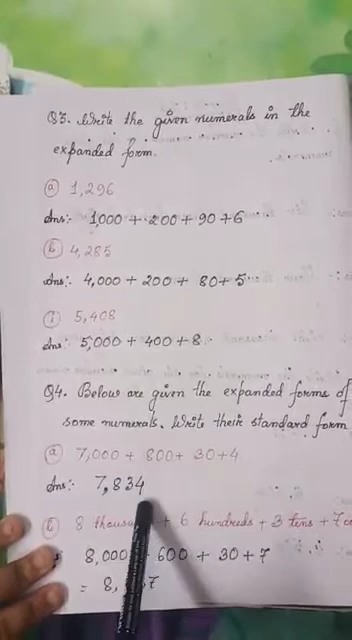 Q3. Write the given numerals in the
expanded form.
(a) 1,296
Ans:- 1,000 + 200 + 90 + 6
(b) 4,285
Ans:- 4,000 + 200 + 80 + 5
(c) 5,408
Ans:- 5,000 + 400 + 8
Q4. Below are given the expanded forms of
some numerals. Write their standard form
(a) 7,000 + 800 + 30 + 4
Ans:- 7,834
(b) 8 + 6 hundreds + 3 tens + 7
8,000 + 600 + 30 + 7
= 8, 7